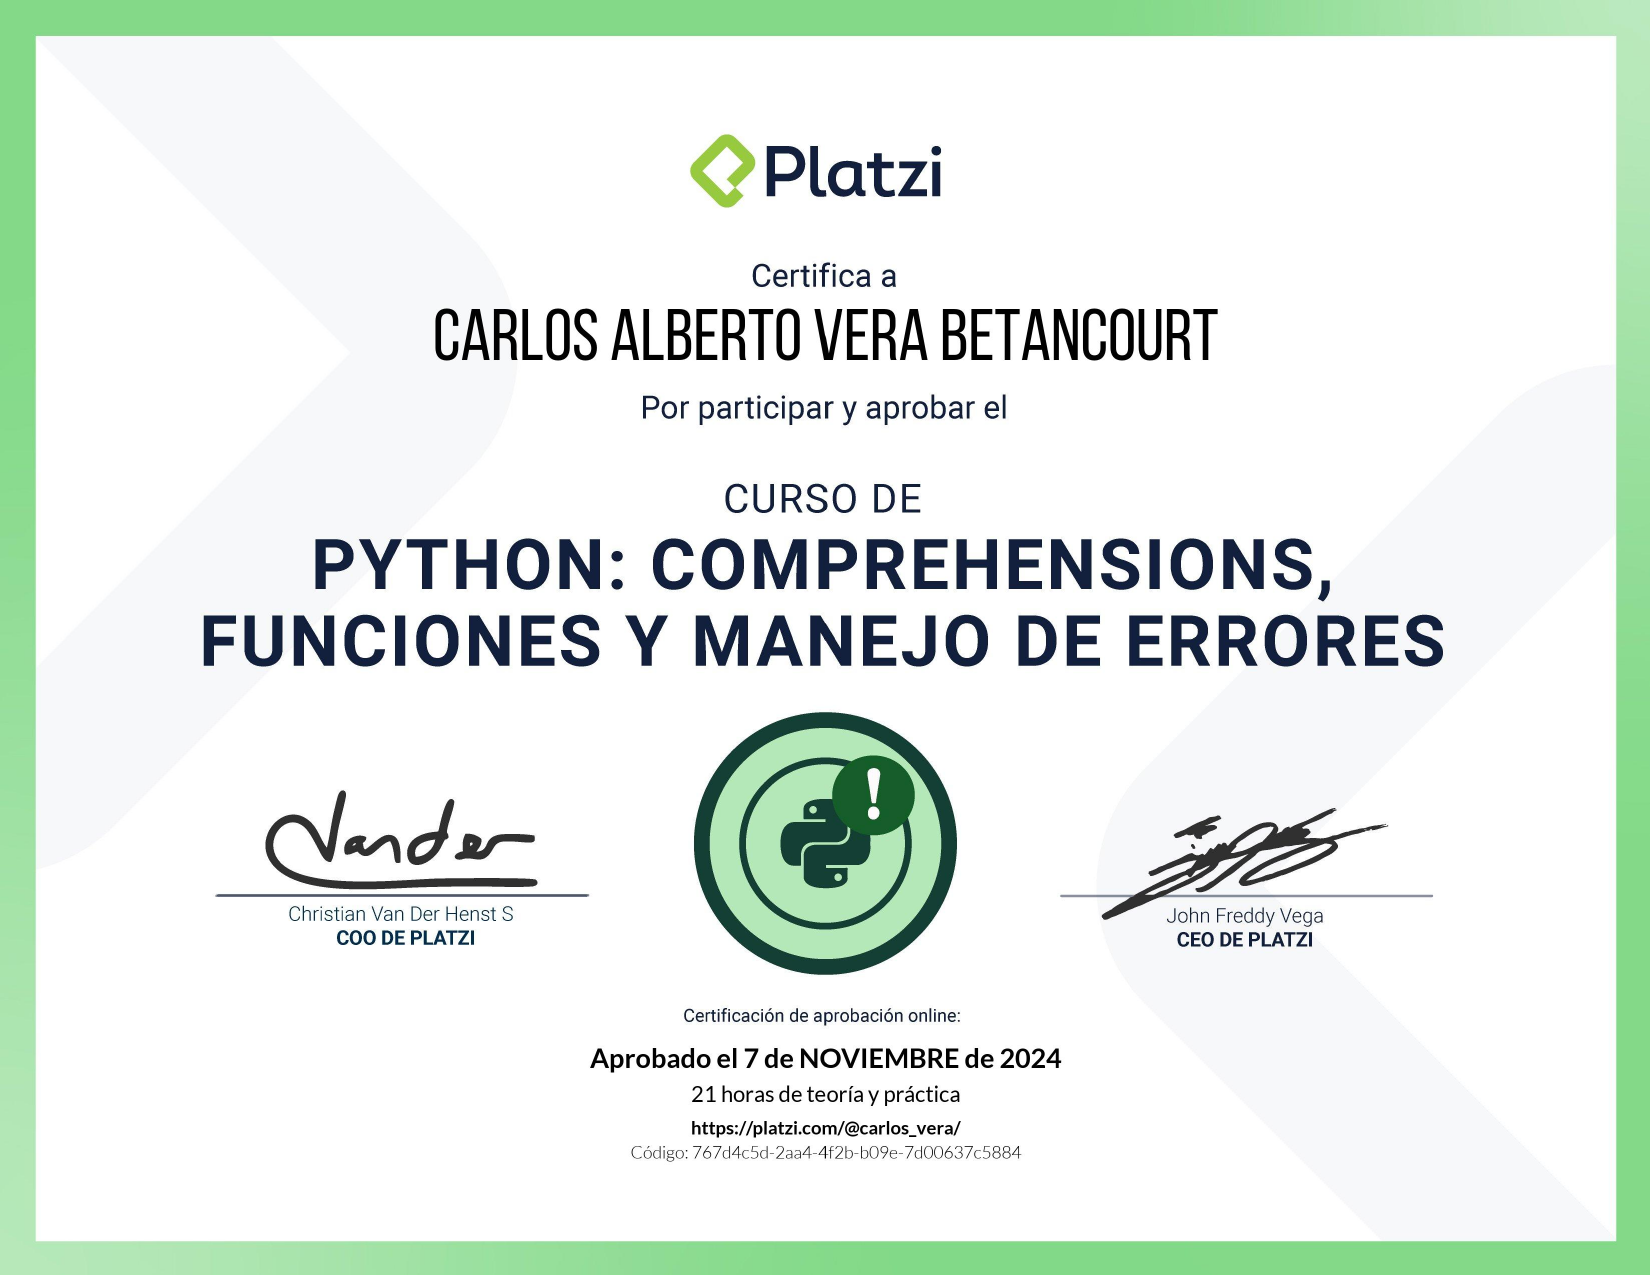 Platzi
Certifica a
CARLOS ALBERTO VERA BETANCOURT
Por participar y aprobar el
CURSO DE
PYTHON: COMPREHENSIONS,
FUNCIONES Y MANEJO DE ERRORES
!
Vander
Christian Van Der Henst S
COO DE PLATZI
John Freddy Vega
CEO DE PLATZI
Certificación de aprobación online:
Aprobado el 7 de NOVIEMBRE de 2024
21 horas de teoría y práctica
https://platzi.com/@carlos_vera/
Código: 767d4c5d-2aa4-4f2b-b09e-7d00637c5884